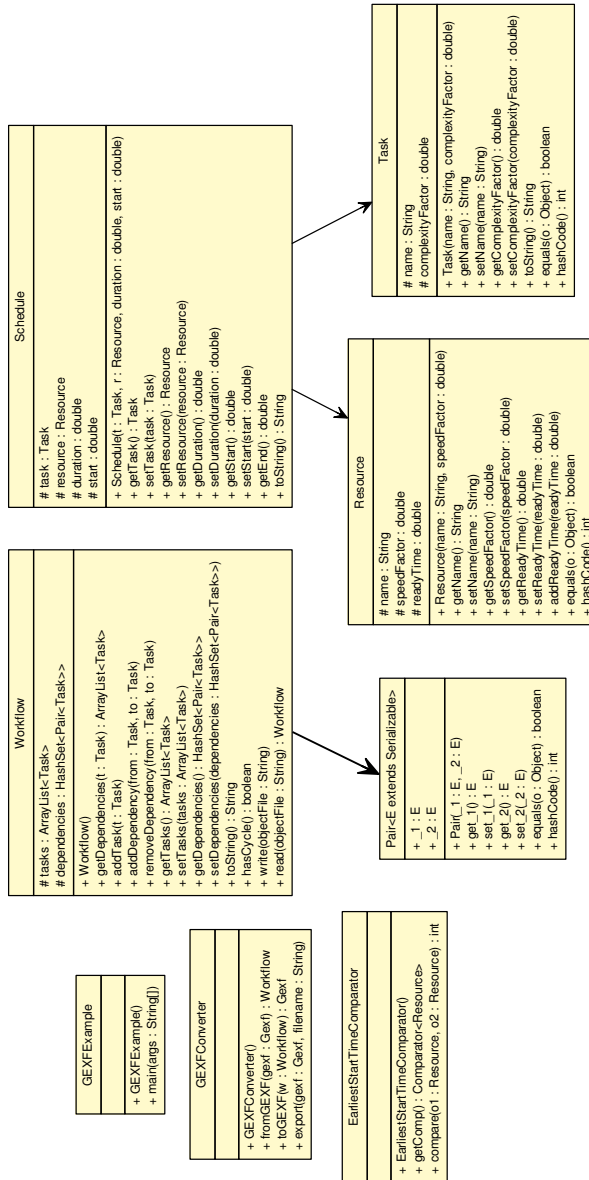 GEXFExample
+ GEXFExample()
+ main(args : String[])
GEXFConverter
+ GEXFConverter()
+ fromGEXF(gexf : Gexf) : Workflow
+ toGEXF(w : Workflow) : Gexf
+ export(gexf : Gexf, filename : String)
EarliestStartTimeComparator
+ EarliestStartTimeComparator()
+ getComp() : Comparator<Resource>
+ compare(o1 : Resource, o2 : Resource) : int
Workflow
# tasks : ArrayList<Task>
# dependencies : HashSet<Pair<Task>>
+ Workflow()
+ getDependencies(t : Task) : ArrayList<Task>
+ addTask(t : Task)
+ addDependency(from : Task, to : Task)
+ removeDependency(from : Task, to : Task)
+ getTasks() : ArrayList<Task>
+ setTasks(tasks : ArrayList<Task>)
+ getDependencies() : HashSet<Pair<Task>>
+ setDependencies(dependencies : HashSet<Pair<Task>>)
+ toString() : String
+ hasCycle() : boolean
+ write(objectFile : String)
+ read(objectFile : String) : Workflow
Pair<E extends Serializable>
+ _1 : E
+ _2 : E
+ Pair(_1 : E, _2 : E)
+ get_1() : E
+ set_1(_1 : E)
+ get_2() : E
+ set_2(_2 : E)
+ equals(o : Object) : boolean
+ hashCode() : int
Schedule
# task : Task
# resource : Resource
# duration : double
# start : double
+ Schedule(t : Task, r : Resource, duration : double, start : double)
+ getTask() : Task
+ setTask(task : Task)
+ getResource() : Resource
+ setResource(resource : Resource)
+ getDuration() : double
+ setDuration(duration : double)
+ getStart() : double
+ setStart(start : double)
+ getEnd() : double
+ toString() : String
Resource
# name : String
# speedFactor : double
# readyTime : double
+ Resource(name : String, speedFactor : double)
+ getName() : String
+ setName(name : String)
+ getSpeedFactor() : double
+ setSpeedFactor(speedFactor : double)
+ getReadyTime() : double
+ setReadyTime(readyTime : double)
+ addReadyTime(readyTime : double)
+ equals(o : Object) : boolean
+ hashCode() : int
Task
# name : String
# complexityFactor : double
+ Task(name : String, complexityFactor : double)
+ getName() : String
+ setName(name : String)
+ getComplexityFactor() : double
+ setComplexityFactor(complexityFactor : double)
+ toString() : String
+ equals(o : Object) : boolean
+ hashCode() : int